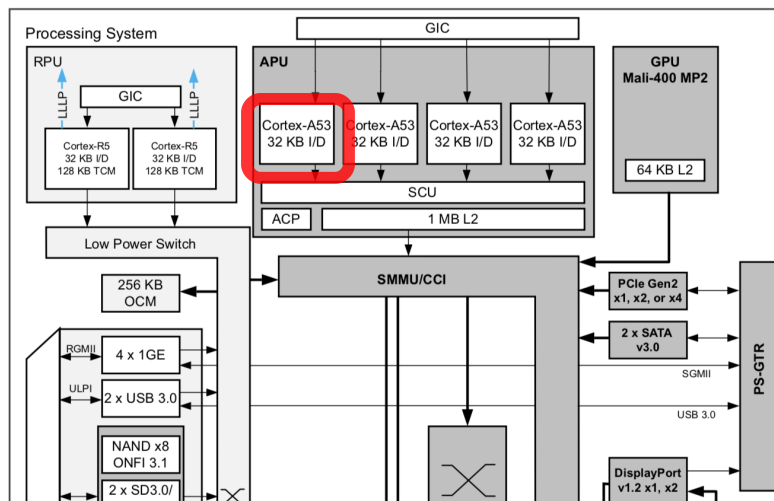 Processing System
RPU
GIC
LLLP
LLLP
Cortex-R5
32 KB I/D
128 KB TCM
Cortex-R5
32 KB I/D
128 KB TCM
GIC
APU
Cortex-A53
32 KB I/D
Cortex-A53
32 KB I/D
Cortex-A53
32 KB I/D
Cortex-A53
32 KB I/D
SCU
ACP
1 MB L2
GPU
Mali-400 MP2
64 KB L2
Low Power Switch
256 KB
OCM
SMMU/CCI
PCIe Gen2
x1, x2, or x4
2 x SATA
v3.0
PS-GTR
RGMII
4 x 1GE
SGMII
ULPI
2 x USB 3.0
USB 3.0
NAND x8
ONFI 3.1
2 x SD3.0/
DisplayPort
v1.2 x1, x2